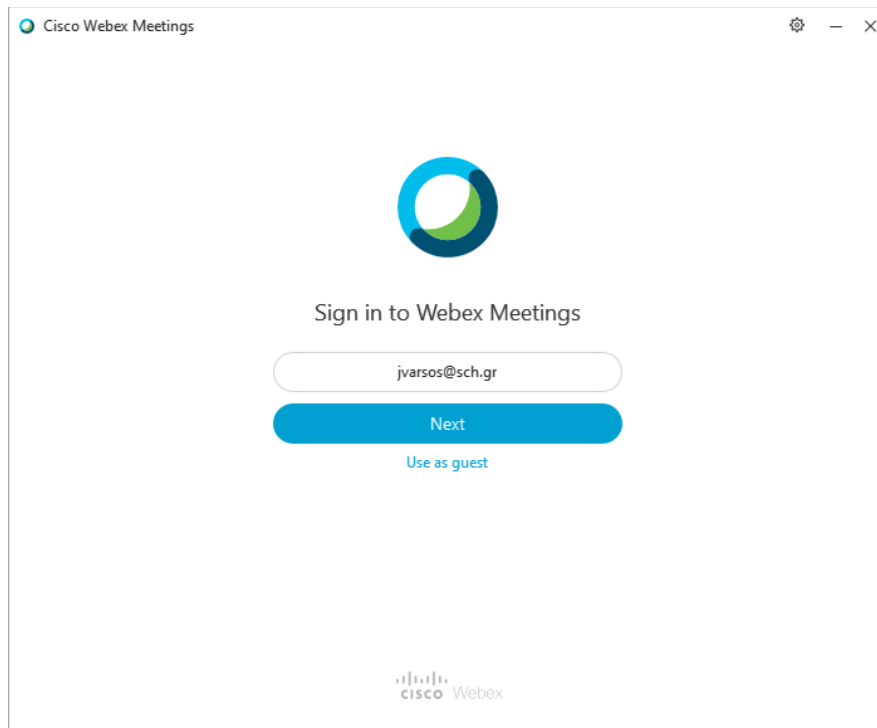 Cisco Webex Meetings
Sign in to Webex Meetings
jvarsos@sch.gr
Next
Use as guest
cisco Webex